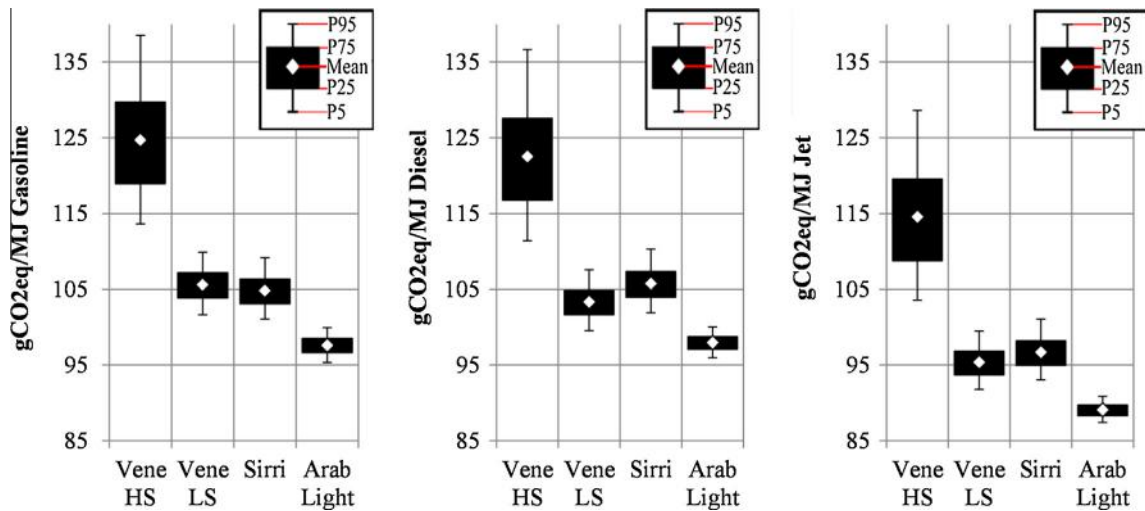 gCO2eq/MJ Gasoline
135
125
115
105
95
85
P95
P75
Mean
P25
P5
Vene HS
Vene LS
Sirri
Arab Light
gCO2eq/MJ Diesel
135
125
115
105
95
85
P95
P75
Mean
P25
P5
Vene HS
Vene LS
Sirri
Arab Light
gCO2eq/MJ Jet
135
125
115
105
95
85
P95
P75
Mean
P25
P5
Vene HS
Vene LS
Sirri
Arab Light